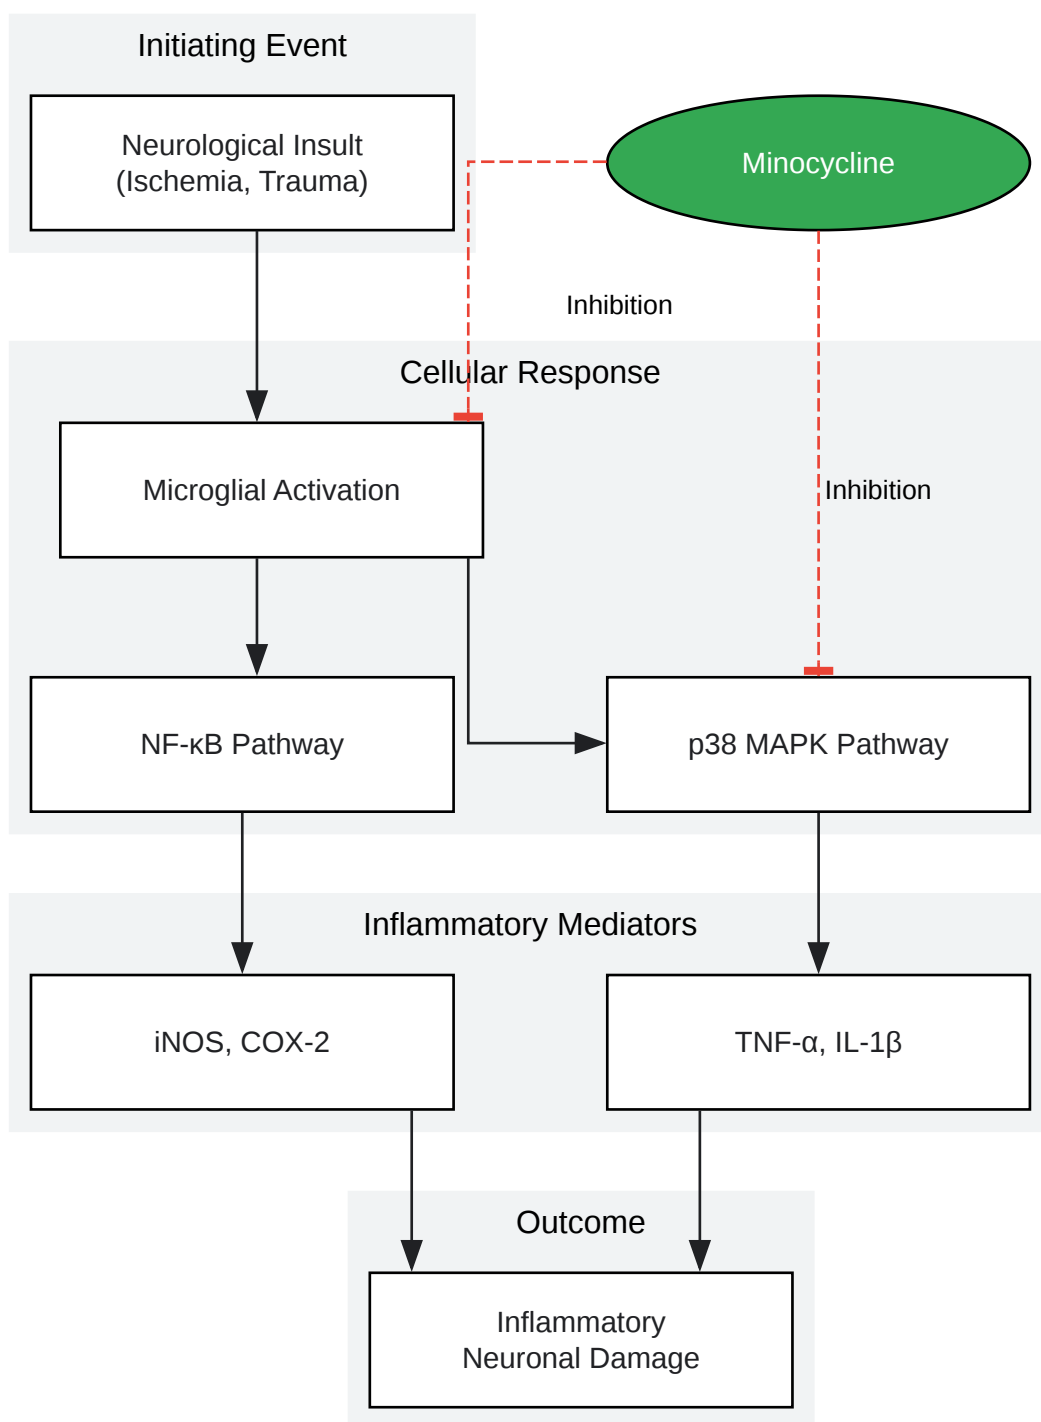 Initiating Event
Neurological Insult
(Ischemia, Trauma)
Minocycline
Inhibition
Cellular Response
Microglial Activation
Inhibition
NF-κB Pathway
p38 MAPK Pathway
Inflammatory Mediators
iNOS, COX-2
TNF-α, IL-1β
Outcome
Inflammatory
Neuronal Damage